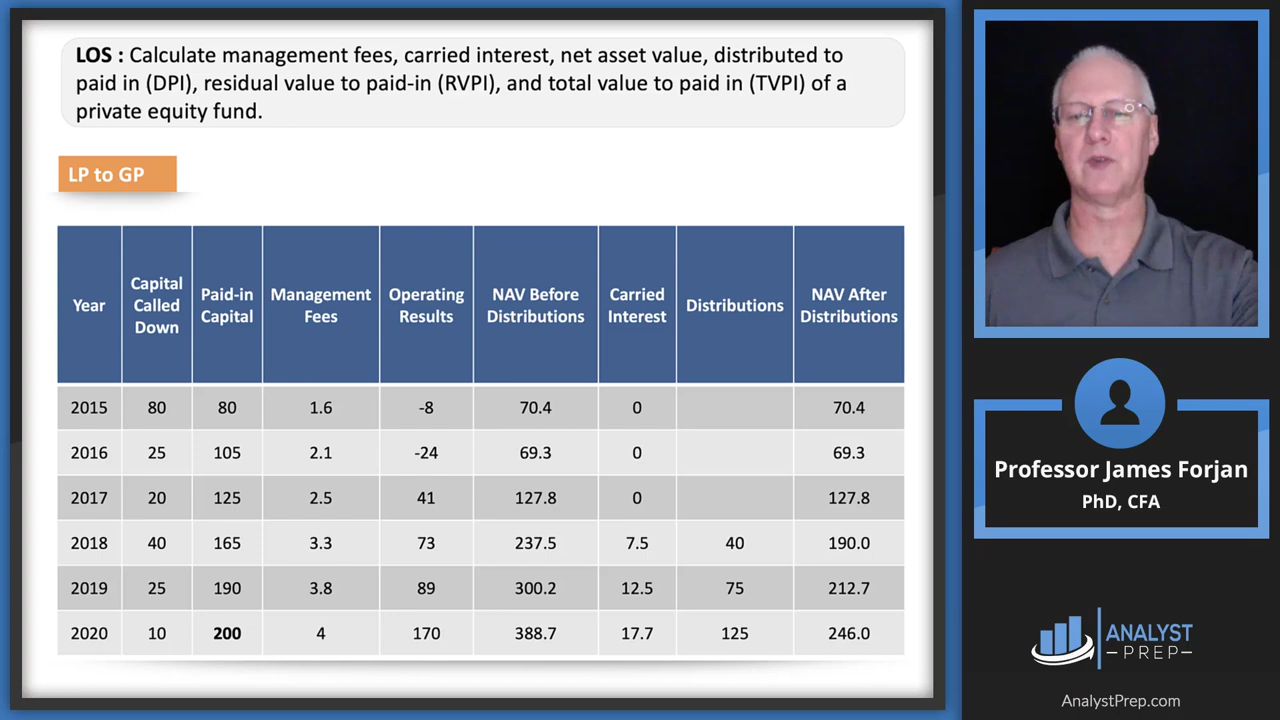 LOS : Calculate management fees, carried interest, net asset value, distributed to
paid in (DPI), residual value to paid-in (RVPI), and total value to paid in (TVPI) of a
private equity fund.
LP to GP
Year | Capital Called Down | Paid-in Capital | Management Fees | Operating Results | NAV Before Distributions | Carried Interest | Distributions | NAV After Distributions
2015 | 80 | 80 | 1.6 | -8 | 70.4 | 0 | | 70.4
2016 | 25 | 105 | 2.1 | -24 | 69.3 | 0 | | 69.3
2017 | 20 | 125 | 2.5 | 41 | 127.8 | 0 | | 127.8
2018 | 40 | 165 | 3.3 | 73 | 237.5 | 7.5 | 40 | 190.0
2019 | 25 | 190 | 3.8 | 89 | 300.2 | 12.5 | 75 | 212.7
2020 | 10 | 200 | 4 | 170 | 388.7 | 17.7 | 125 | 246.0
Professor James Forjan
PhD, CFA
ANALYST
PREP
AnalystPrep.com